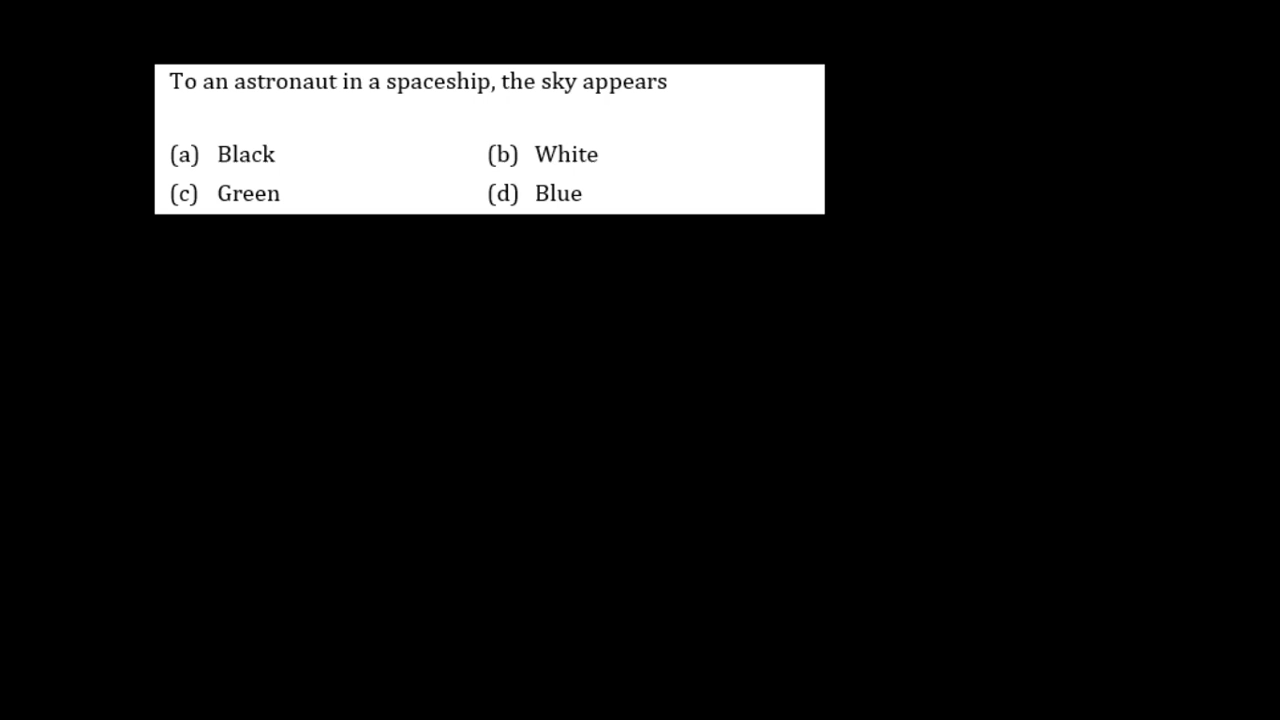 To an astronaut in a spaceship, the sky appears
(a) Black (b) White
(c) Green (d) Blue